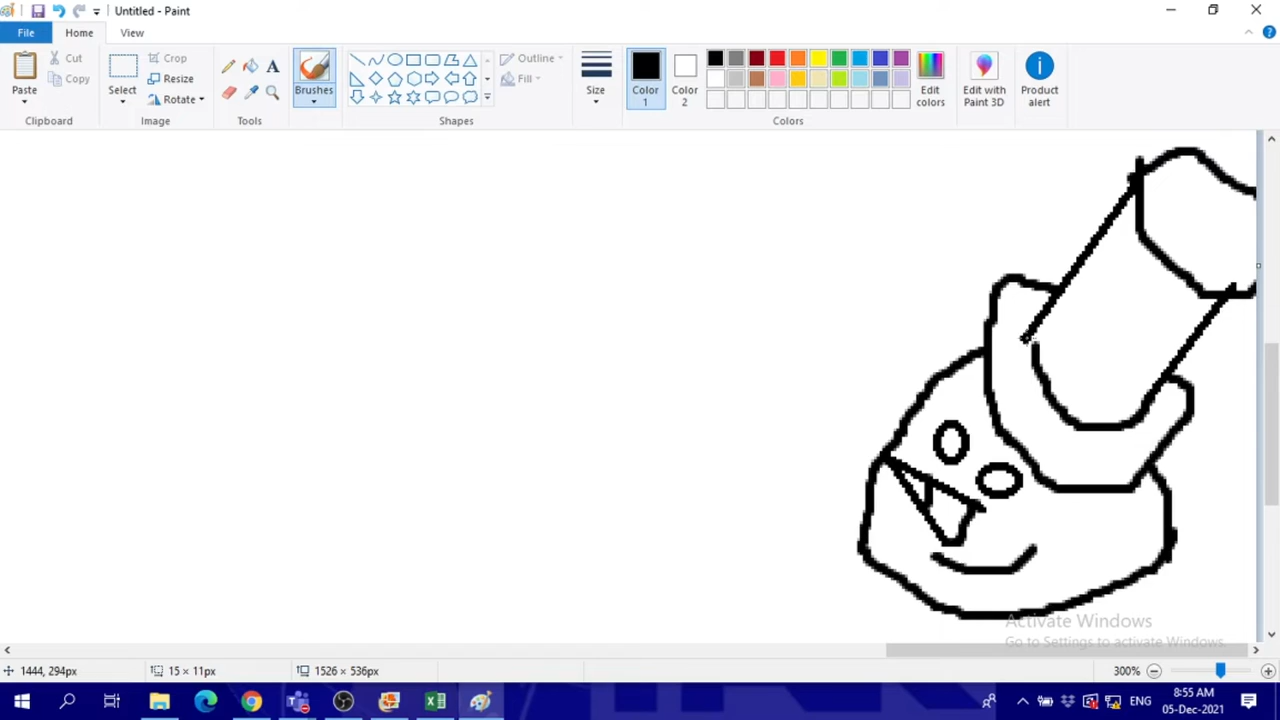 Untitled - Paint
File Home View
Paste
Cut
Copy
Clipboard
Select
Crop
Resize
Rotate
Image
Tools
Brushes
Shapes
Outline
Fill
Size
Color 1
Color 2
Edit colors
Colors
Edit with Paint 3D
Product alert
Activate Windows
Go to Settings to activate Windows.
1444, 294px
15 × 11px
1526 × 536px
300%
ENG
8:55 AM
05-Dec-2021